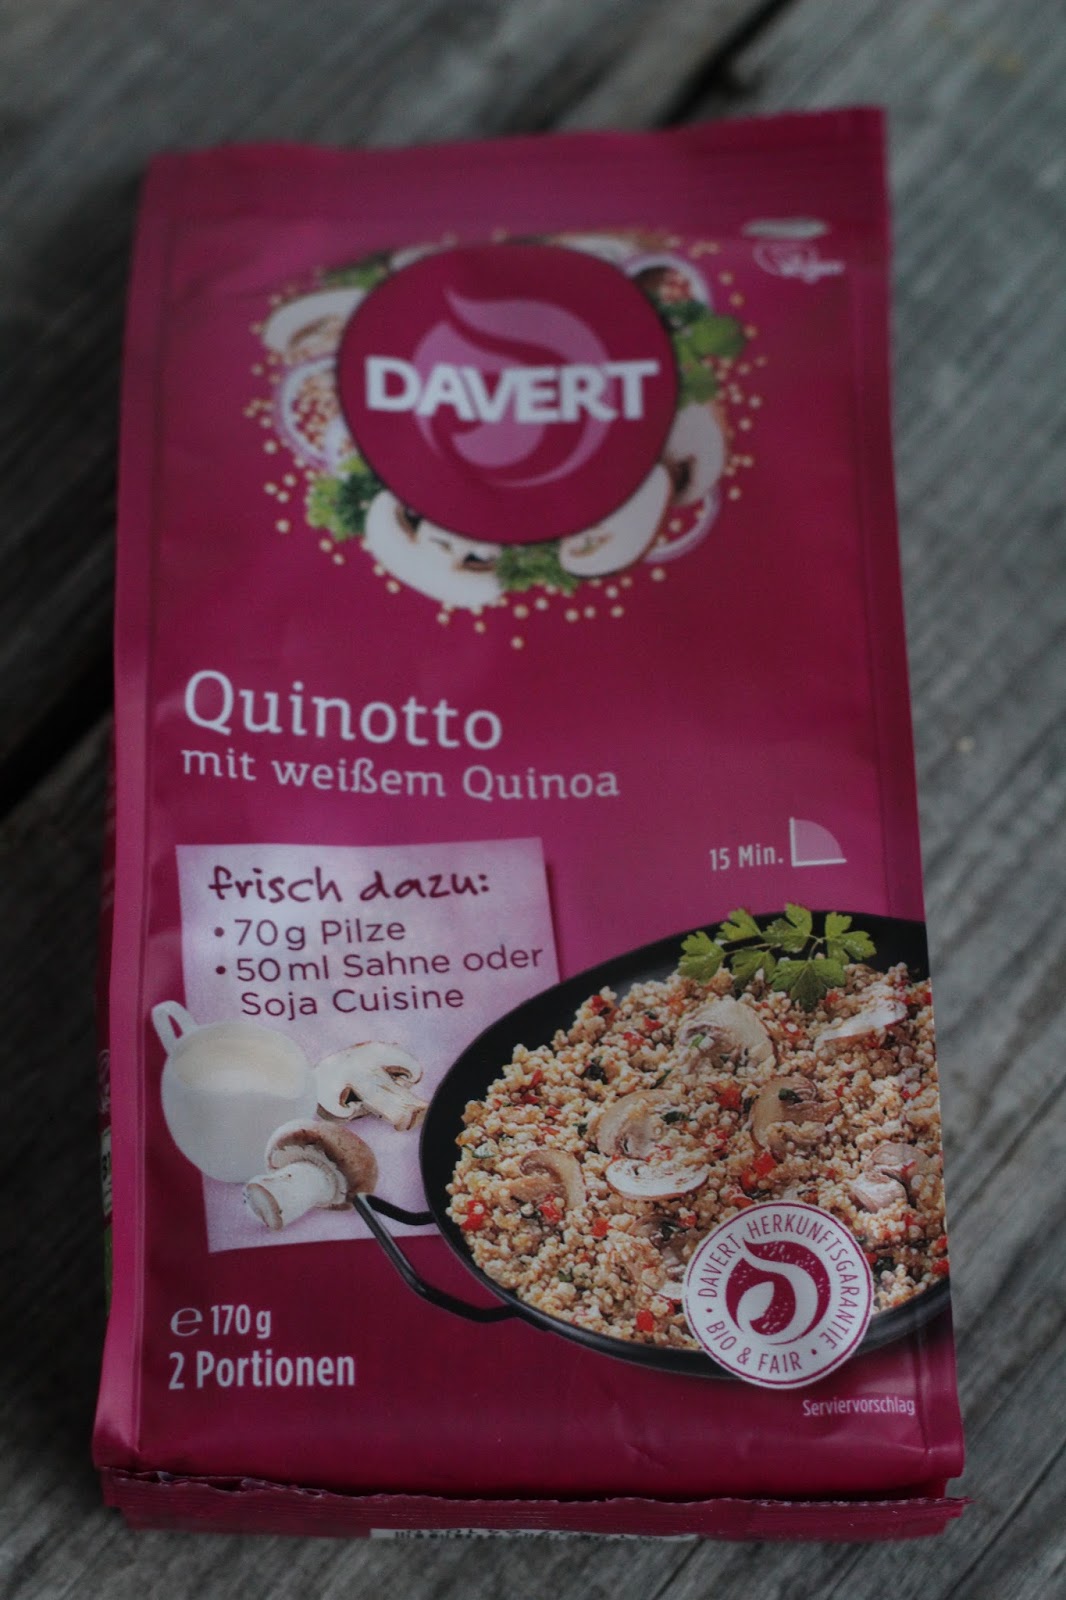 DAVERT
Quinotto
mit weißem Quinoa
15 Min.
frisch dazu:
• 70 g Pilze
• 50 ml Sahne oder
Soja Cuisine
DAVERT HERKUNFTSGARANTIE
• BIO & FAIR •
℮ 170 g
2 Portionen
Serviervorschlag